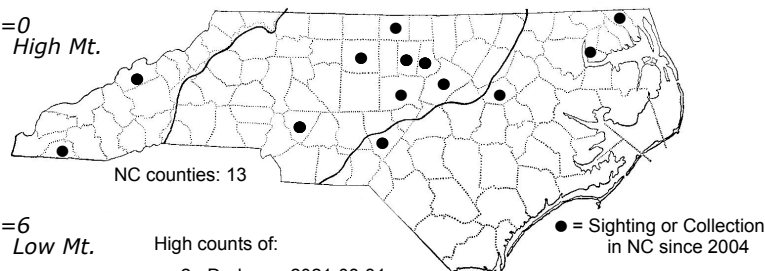 =0
High Mt.
NC counties: 13
=6
Low Mt.
High counts of:
● = Sighting or Collection
in NC since 2004